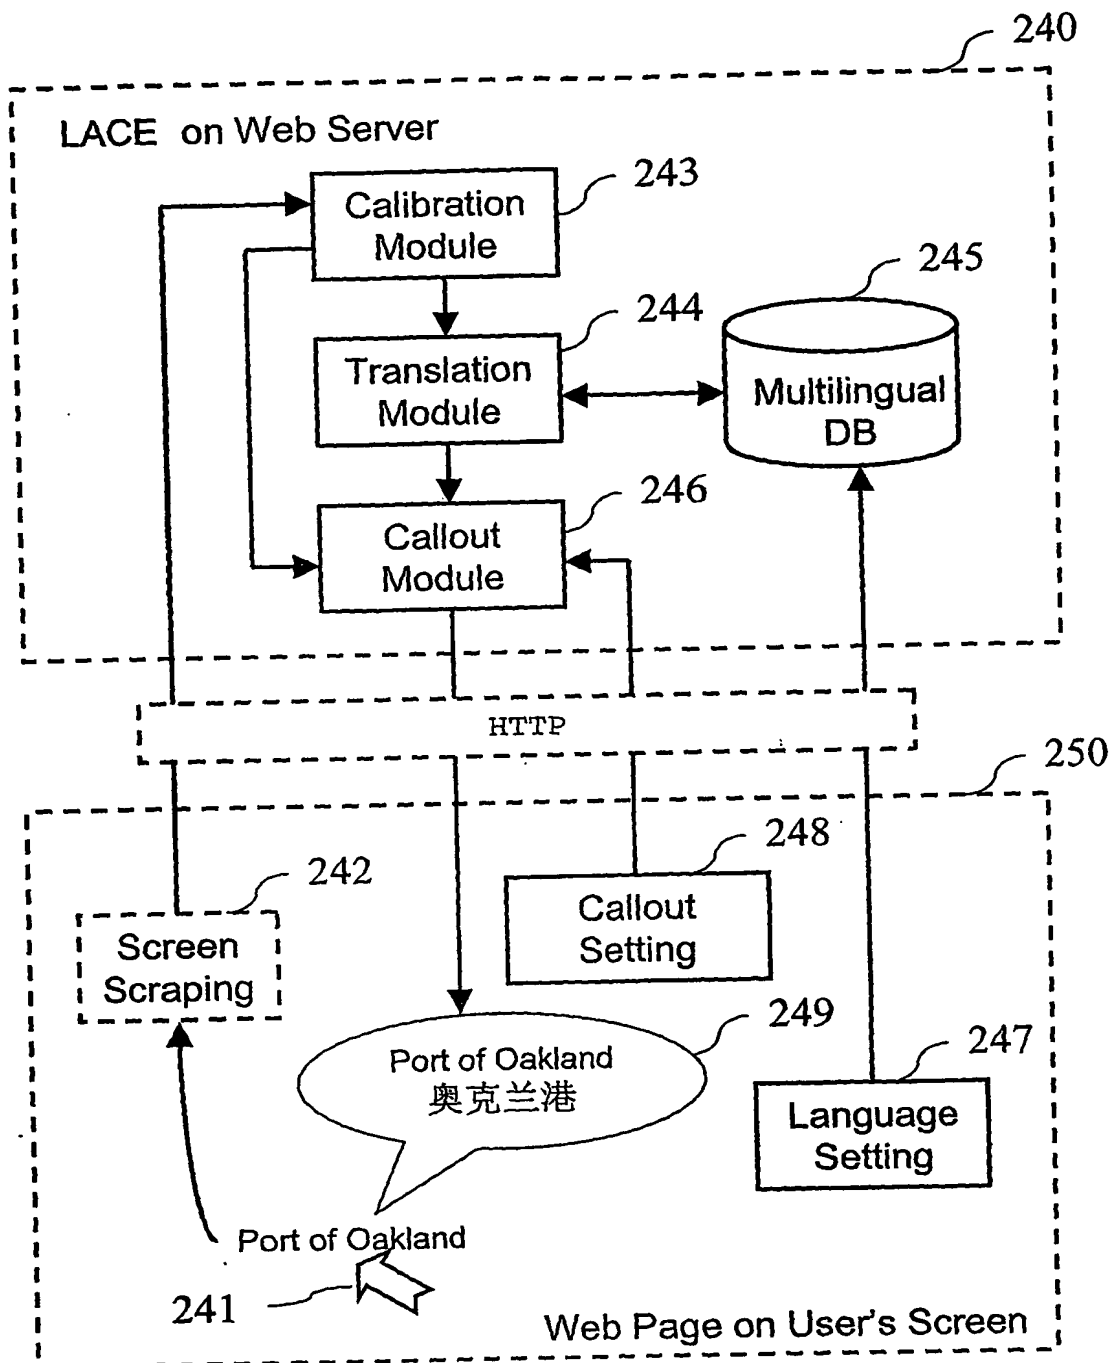 240
LACE on Web Server
243
Calibration
Module
245
244
Translation
Module
Multilingual
DB
246
Callout
Module
HTTP
250
248
242
Callout
Setting
Screen
Scraping
249
Port of Oakland
奥克兰港
247
Language
Setting
Port of Oakland
241
Web Page on User's Screen